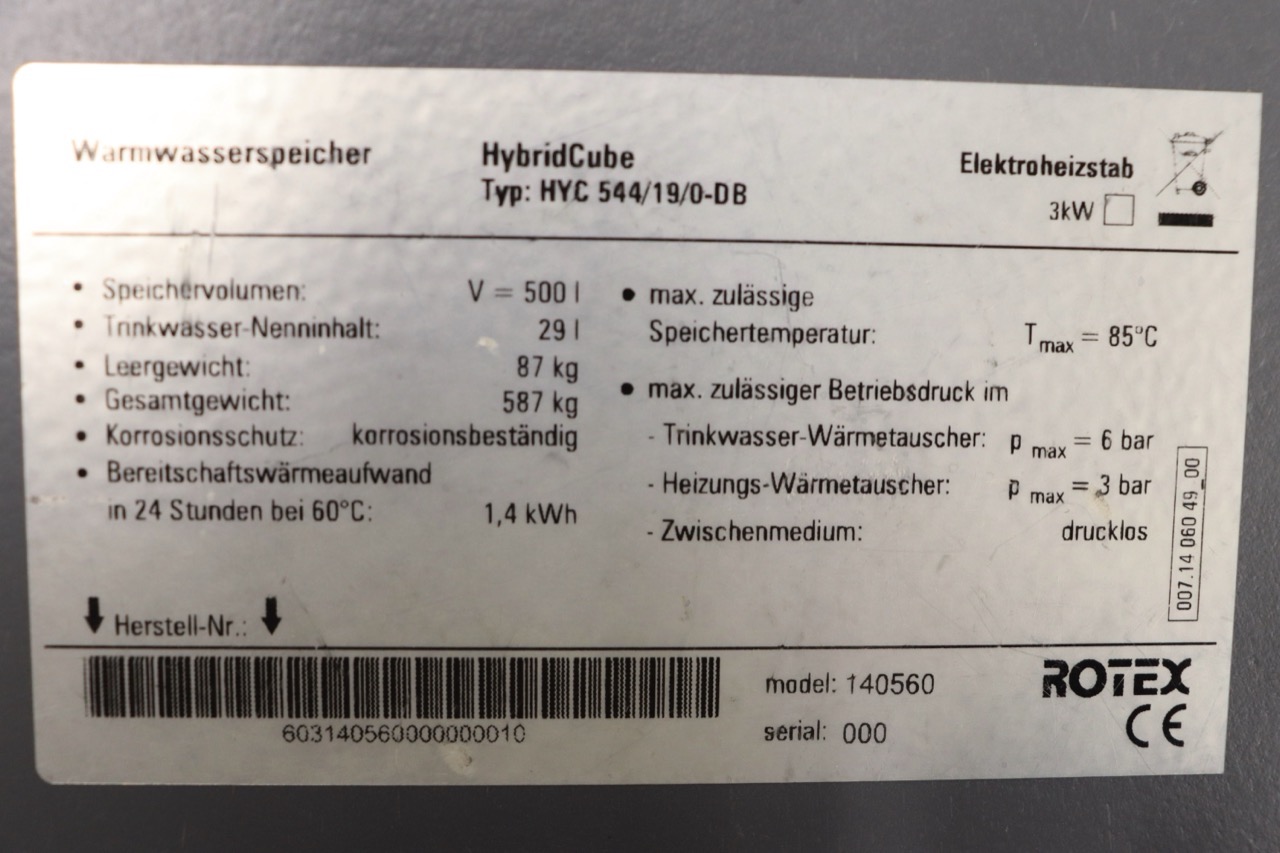 Warmwasserspeicher
HybridCube
Typ: HYC 544/19/0-DB
Elektroheizstab
3kW
• Speichervolumen: V = 500 l
• Trinkwasser-Nenninhalt: 29 l
• Leergewicht: 87 kg
• Gesamtgewicht: 587 kg
• Korrosionsschutz: korrosionsbeständig
• Bereitschaftswärmeaufwand
in 24 Stunden bei 60°C: 1,4 kWh
• max. zulässige
Speichertemperatur: Tmax = 85°C
• max. zulässiger Betriebsdruck im
- Trinkwasser-Wärmetauscher: p max = 6 bar
- Heizungs-Wärmetauscher: p max = 3 bar
- Zwischenmedium: drucklos
007.14 060 49_00
Herstell-Nr.:
603140560000000010
model: 140560
serial: 000
ROTEX
CE